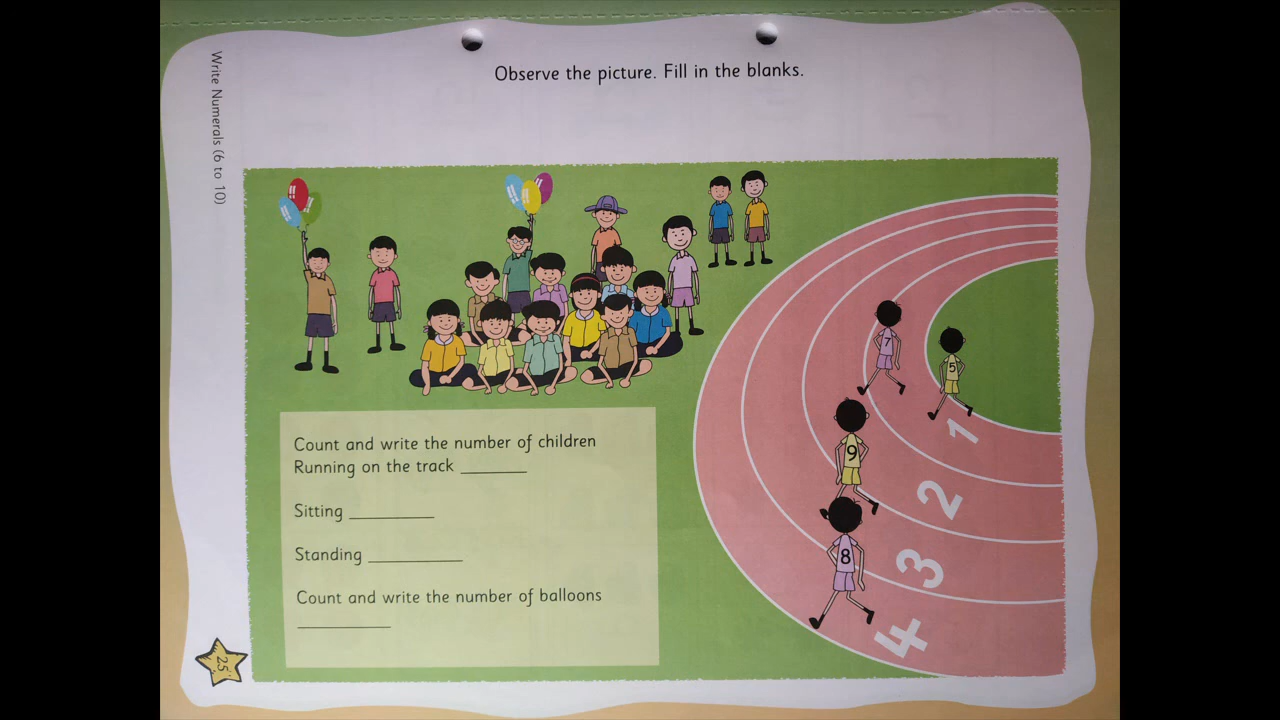 Observe the picture. Fill in the blanks.
Write Numerals (6 to 10)
7
5
9
8
1
2
3
4
Count and write the number of children
Running on the track ________
Sitting __________
Standing ___________
Count and write the number of balloons
___________
25